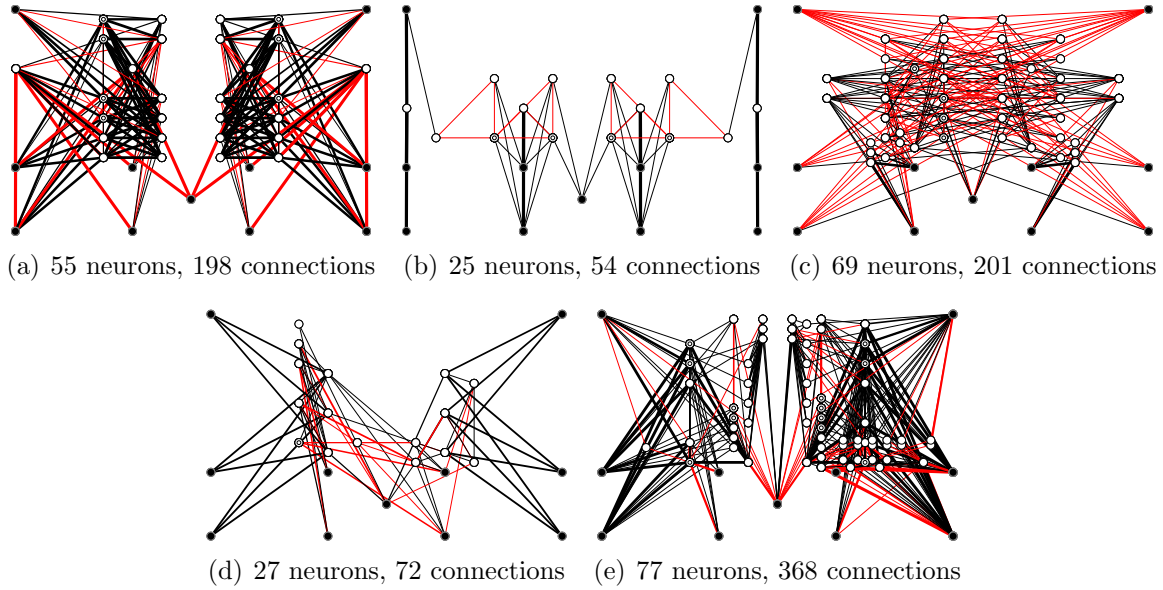 (a) 55 neurons, 198 connections
(b) 25 neurons, 54 connections
(c) 69 neurons, 201 connections
(d) 27 neurons, 72 connections
(e) 77 neurons, 368 connections